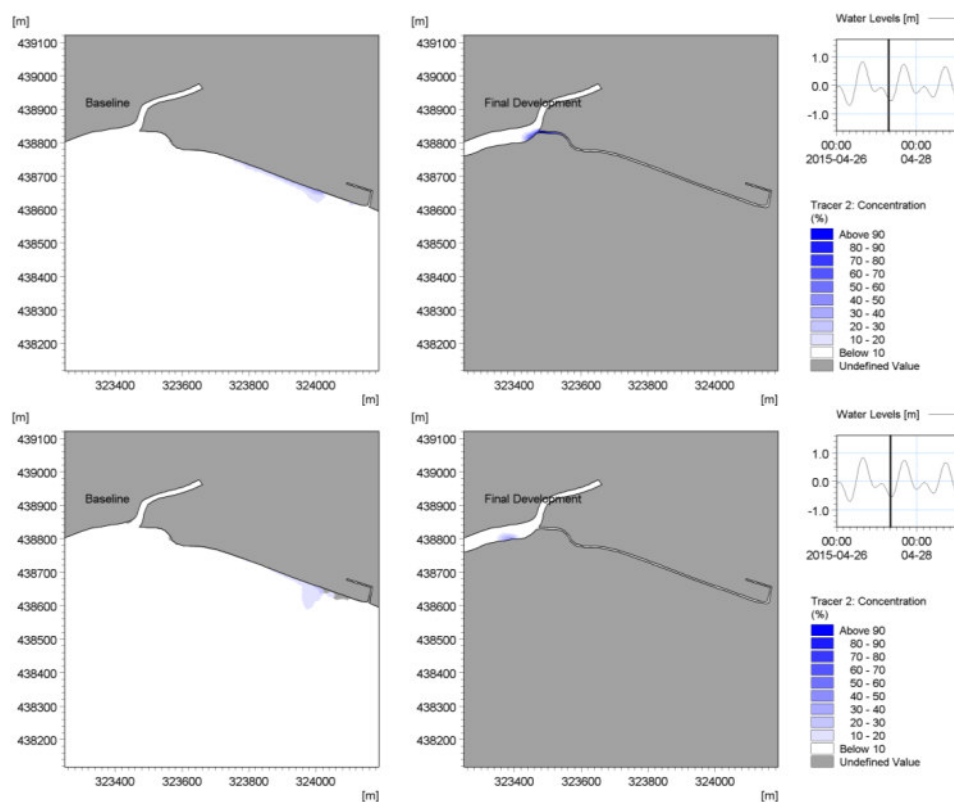 [m]
[m]
Water Levels [m]
439100
439000
438900
438800
438700
438600
438500
438400
438300
438200
Baseline
323400
323600
323800
324000
[m]
439100
439000
438900
438800
438700
438600
438500
438400
438300
438200
Final Development
323400
323600
323800
324000
[m]
1.0
0.0
-1.0
00:00
00:00
2015-04-26
04-28
Tracer 2: Concentration
(%)
Above 90
80 - 90
70 - 80
60 - 70
50 - 60
40 - 50
30 - 40
20 - 30
10 - 20
Below 10
Undefined Value
[m]
[m]
Water Levels [m]
439100
439000
438900
438800
438700
438600
438500
438400
438300
438200
Baseline
323400
323600
323800
324000
[m]
439100
439000
438900
438800
438700
438600
438500
438400
438300
438200
Final Development
323400
323600
323800
324000
[m]
1.0
0.0
-1.0
00:00
00:00
2015-04-26
04-28
Tracer 2: Concentration
(%)
Above 90
80 - 90
70 - 80
60 - 70
50 - 60
40 - 50
30 - 40
20 - 30
10 - 20
Below 10
Undefined Value